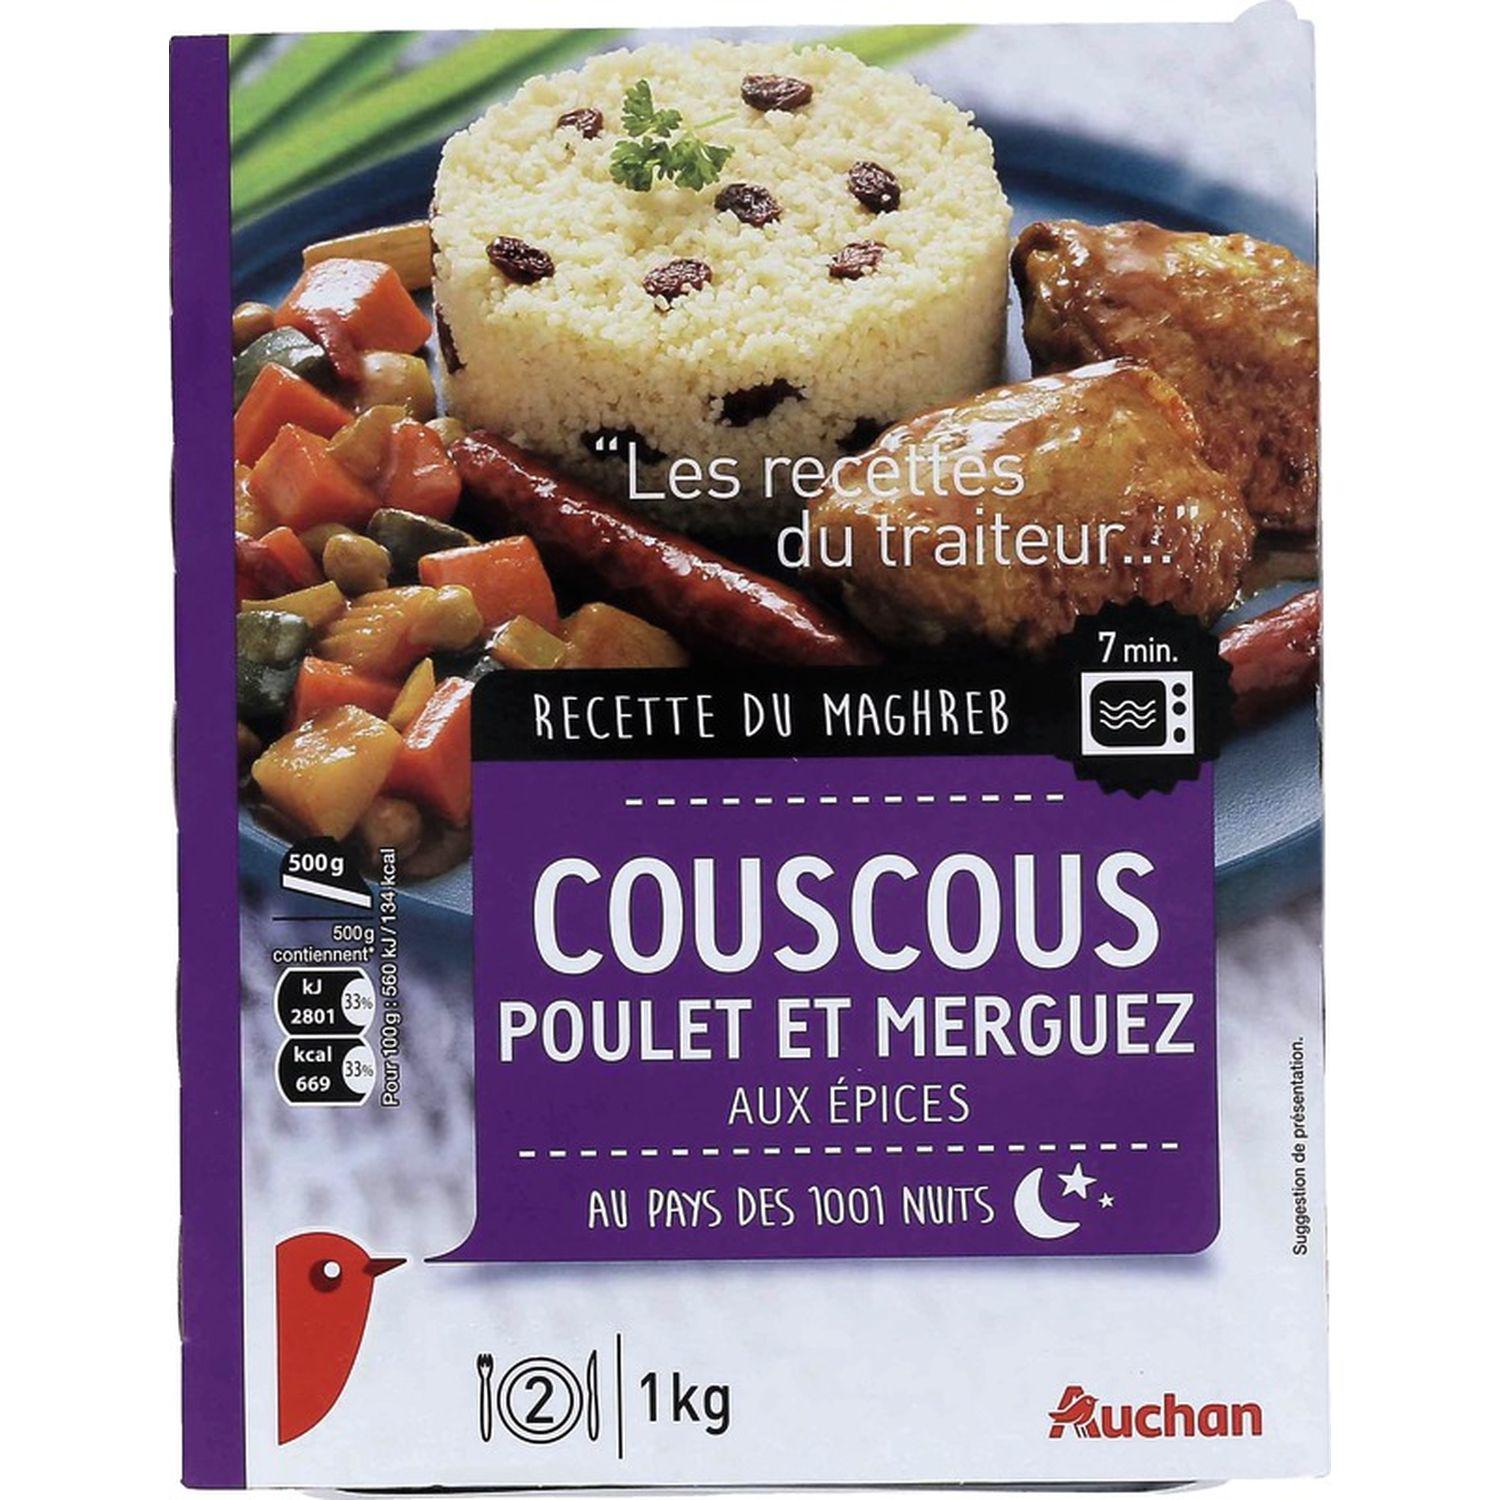 “Les recettes
du traiteur...”
7 min.
RECETTE DU MAGHREB
COUSCOUS
POULET ET MERGUEZ
AUX ÉPICES
AU PAYS DES 1001 NUITS
500g
500g
contiennent*
kJ
2801 33%
kcal
669 33%
Pour 100g : 560 kJ / 134 kcal
Suggestion de présentation.
2 1kg
Auchan